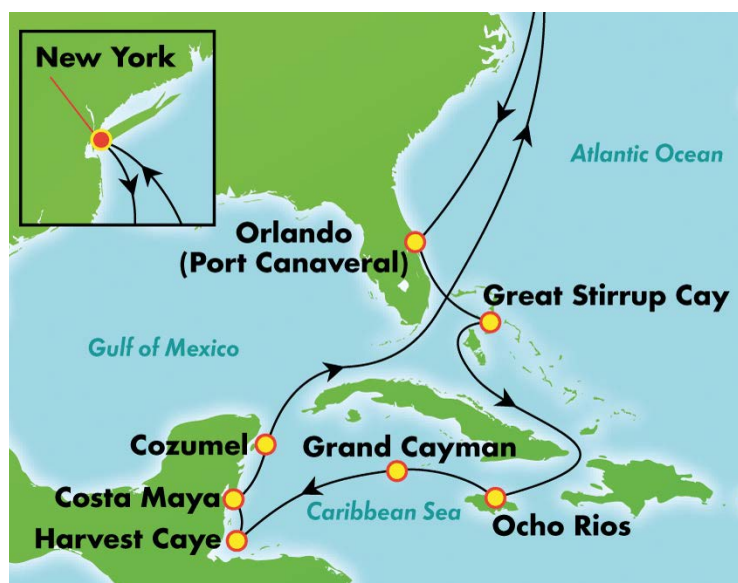 New York
Atlantic Ocean
Orlando
(Port Canaveral)
Great Stirrup Cay
Gulf of Mexico
Cozumel
Grand Cayman
Costa Maya
Caribbean Sea
Ocho Rios
Harvest Caye